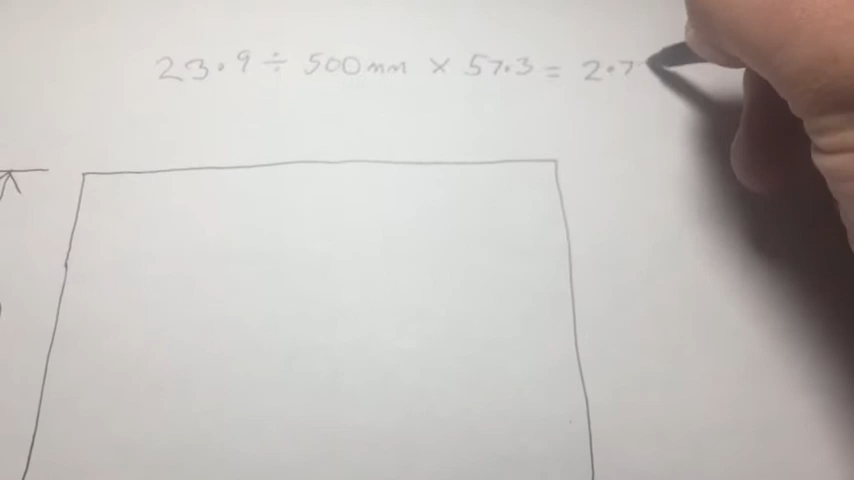 23.9 ÷ 500mm × 57.3 = 2.7